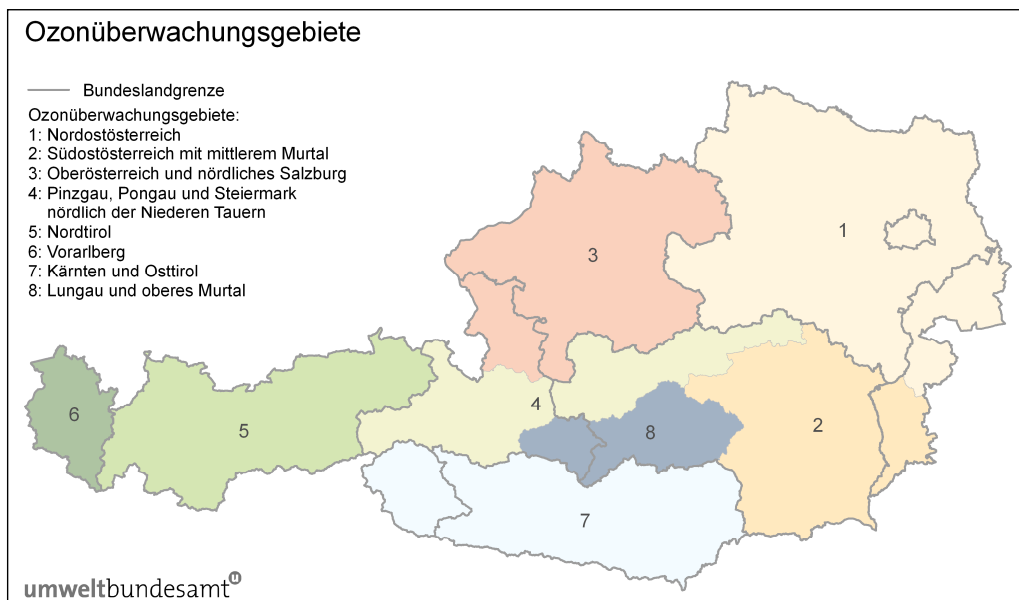 Ozonüberwachungsgebiete
Bundeslandgrenze
Ozonüberwachungsgebiete:
1: Nordostösterreich
2: Südostösterreich mit mittlerem Murtal
3: Oberösterreich und nördliches Salzburg
4: Pinzgau, Pongau und Steiermark
nördlich der Niederen Tauern
5: Nordtirol
6: Vorarlberg
7: Kärnten und Osttirol
8: Lungau und oberes Murtal
1
3
4
6
5
8
2
7
umweltbundesamt u